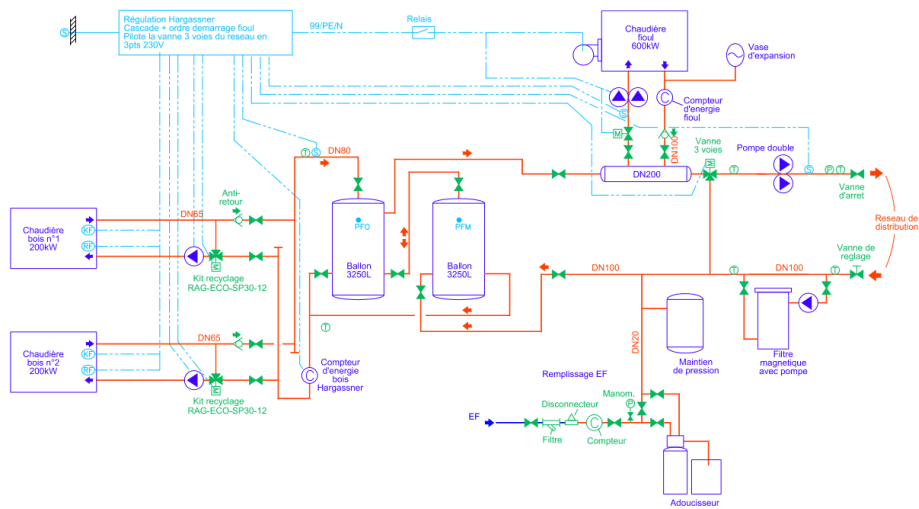 Régulation Hargassner
Cascade + ordre demarrage fioul
Pilote la vanne 3 voies du reseau en
3pts 230V
S
99/PE/N
Relais
Chaudière
fioul
600kW
Vase
d'expansion
C
Compteur
d'energie
fioul
S
M
DN100
T
S
DN80
DN200
Vanne
3 voies
M
Pompe double
T
S
P
T
Vanne
d'arret
Anti-
retour
DN65
Chaudière
bois n°1
200kW
KF
RF
M
Kit recyclage
RAG-ECO-SP30-12
PFO
Ballon
3250L
PFM
Ballon
3250L
Reseau de
distribution
Vanne de
reglage
DN100
T
DN100
T
T
DN65
Chaudière
bois n°2
200kW
KF
RF
M
Kit recyclage
RAG-ECO-SP30-12
C
Compteur
d'energie
bois
Hargassner
DN20
Maintien
de pression
Filtre
magnetique
avec pompe
Remplissage EF
Manom.
P
Disconnecteur
EF
C
Filtre
Compteur
Adoucisseur